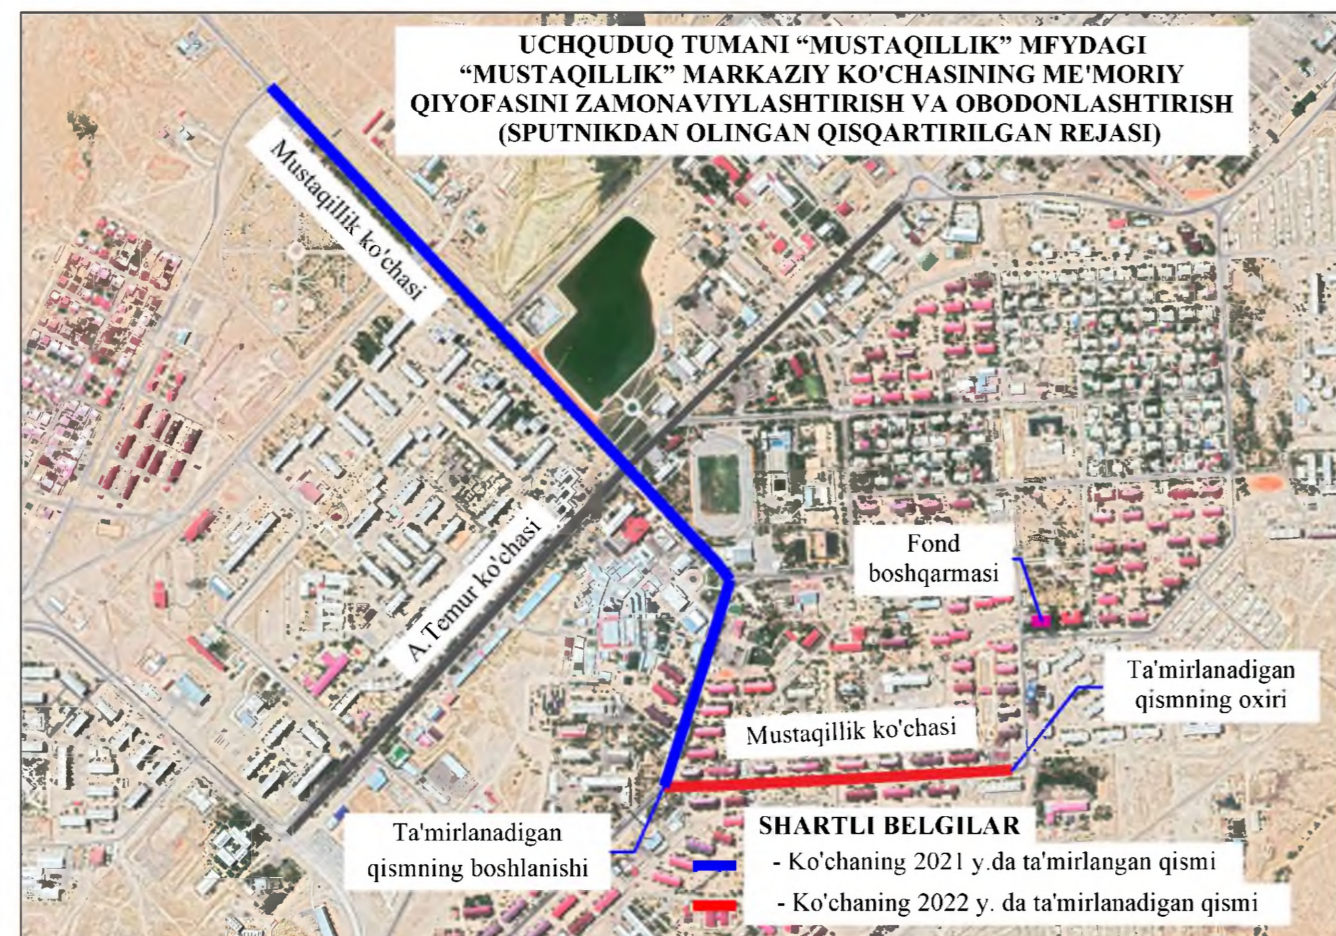 UCHQUDUQ TUMANI “MUSTAQILLIK” MFYDAGI
“MUSTAQILLIK” MARKAZIY KO'CHASINING ME'MORIY
QIYOFASINI ZAMONAVIYLASHTIRISH VA OBODONLASHTIRISH
(SPUTNIKDAN OLINGAN QISQARTIRILGAN REJASI)
Mustaqillik ko'chasi
A.Temur ko'chasi
Fond
boshqarmasi
Ta'mirlanadigan
qismning oxiri
Mustaqillik ko'chasi
Ta'mirlanadigan
qismning boshlanishi
SHARTLI BELGILAR
- Ko'chaning 2021 y.da ta'mirlangan qismi
- Ko'chaning 2022 y. da ta'mirlanadigan qismi